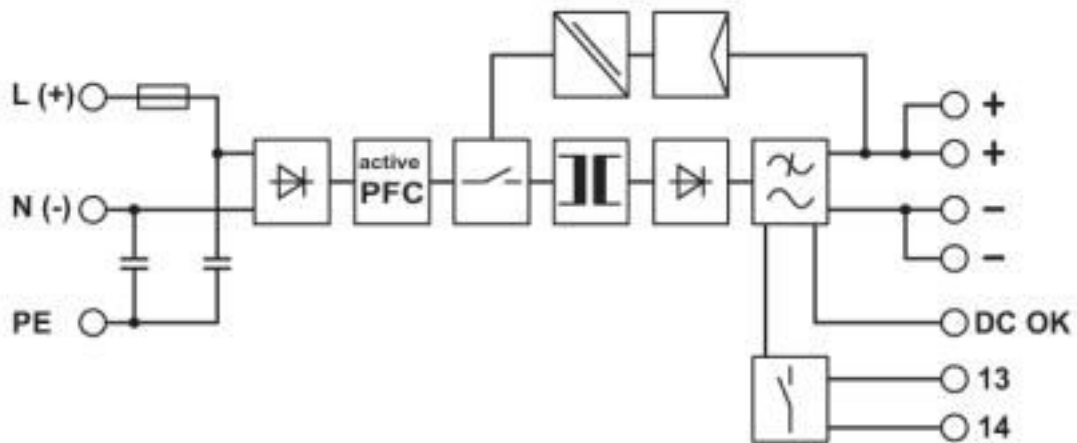 L (+)
N (-)
PE
active
PFC
+
+
−
−
DC OK
13
14